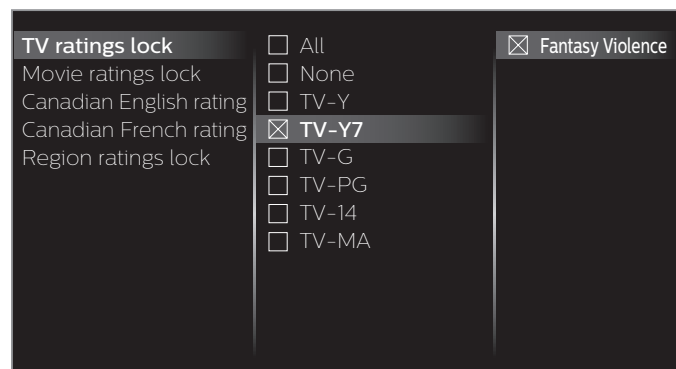 TV ratings lock
Movie ratings lock
Canadian English rating
Canadian French rating
Region ratings lock
All
None
TV-Y
TV-Y7
TV-G
TV-PG
TV-14
TV-MA
Fantasy Violence